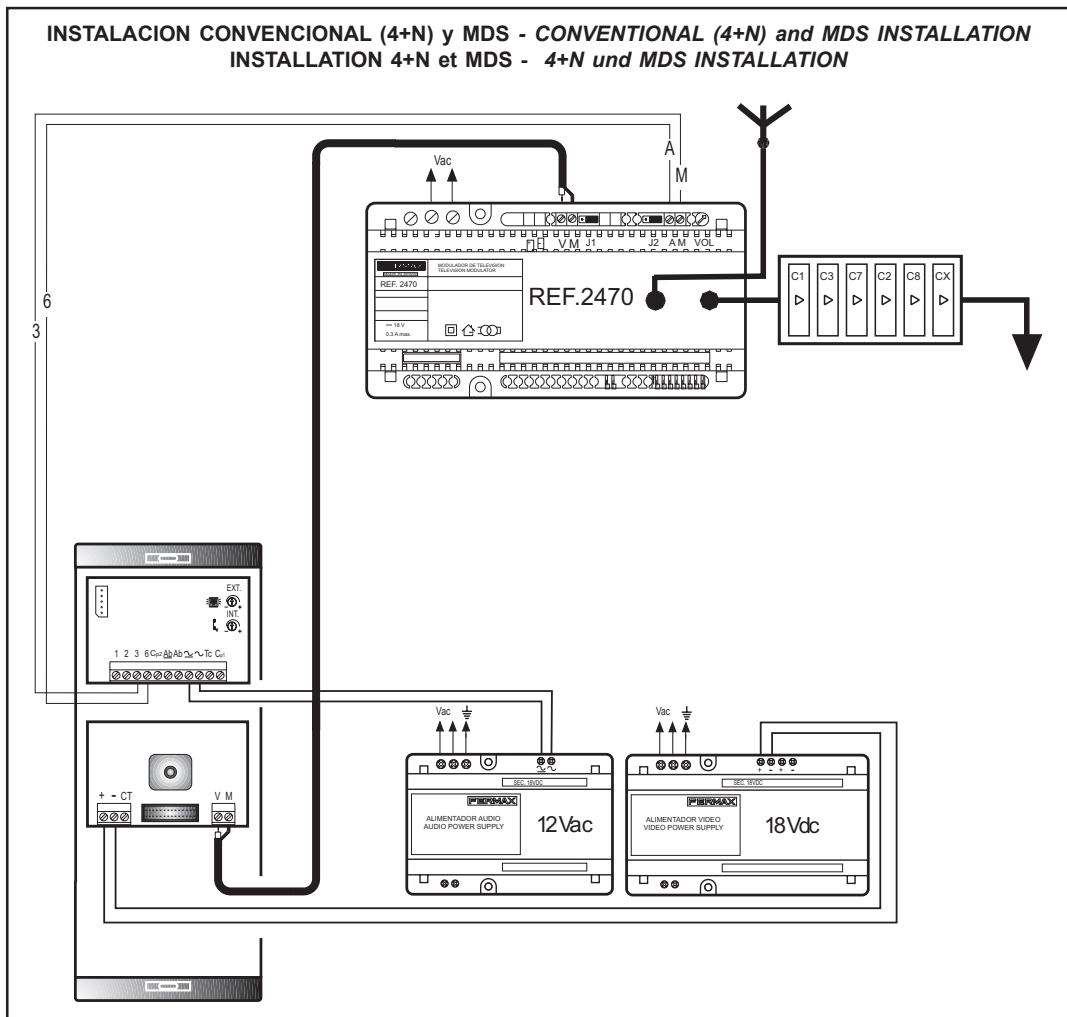 INSTALACION CONVENCIONAL (4+N) y MDS - CONVENTIONAL (4+N) and MDS INSTALLATION
INSTALLATION 4+N et MDS - 4+N und MDS INSTALLATION
A
M
Vac
V M J1 J2 A M VOL
MODULADOR DE TELEVISION
TELEVISION MODULATOR
REF. 2470
18 V
0.3 A max.
REF.2470
C1 C3 C7 C2 C8 CX
6
3
EXT.
INT.
1 2 3 6 Cp2 Ab Ab Tc Cp1
+ - CT
V M
Vac
SEC. 18VDC
FERMAX
ALIMENTADOR AUDIO
AUDIO POWER SUPPLY
12Vac
Vac
+ - + -
SEC. 18VDC
FERMAX
ALIMENTADOR VIDEO
VIDEO POWER SUPPLY
18Vdc